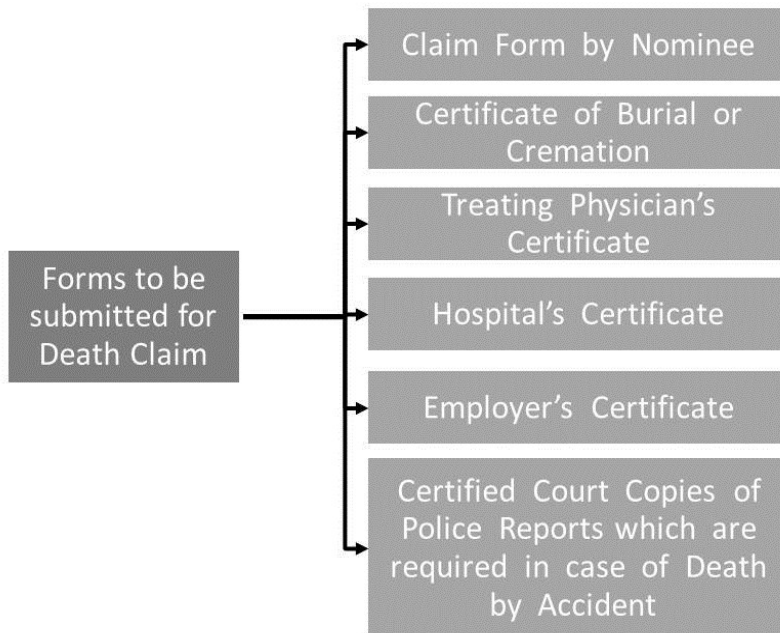 Forms to be
submitted for
Death Claim
Claim Form by Nominee
Certificate of Burial or
Cremation
Treating Physician’s
Certificate
Hospital’s Certificate
Employer’s Certificate
Certified Court Copies of
Police Reports which are
required in case of Death
by Accident